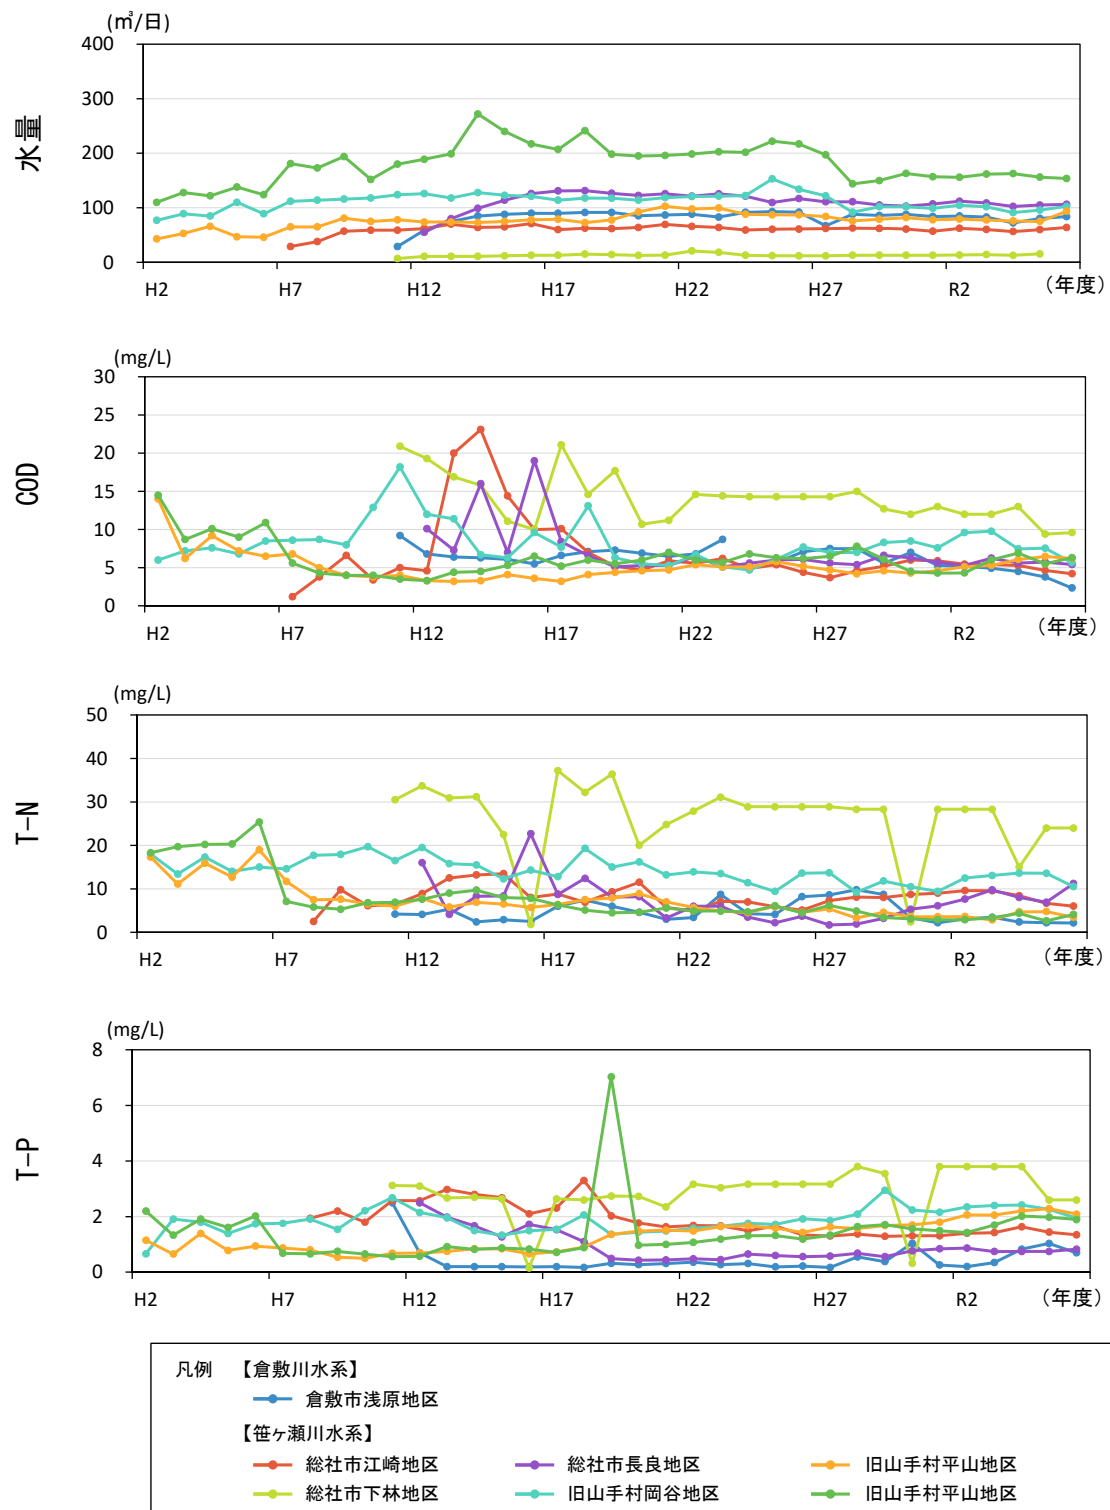 (㎥/日)
水量
400
300
200
100
0
H2 H7 H12 H17 H22 H27 R2 (年度)
(mg/L)
COD
30
25
20
15
10
5
0
H2 H7 H12 H17 H22 H27 R2 (年度)
(mg/L)
T-N
50
40
30
20
10
0
H2 H7 H12 H17 H22 H27 R2 (年度)
(mg/L)
T-P
8
6
4
2
0
H2 H7 H12 H17 H22 H27 R2 (年度)
凡例 【倉敷川水系】
倉敷市浅原地区
【笹ヶ瀬川水系】
総社市江崎地区 総社市長良地区 旧山手村平山地区
総社市下林地区 旧山手村岡谷地区 旧山手村平山地区